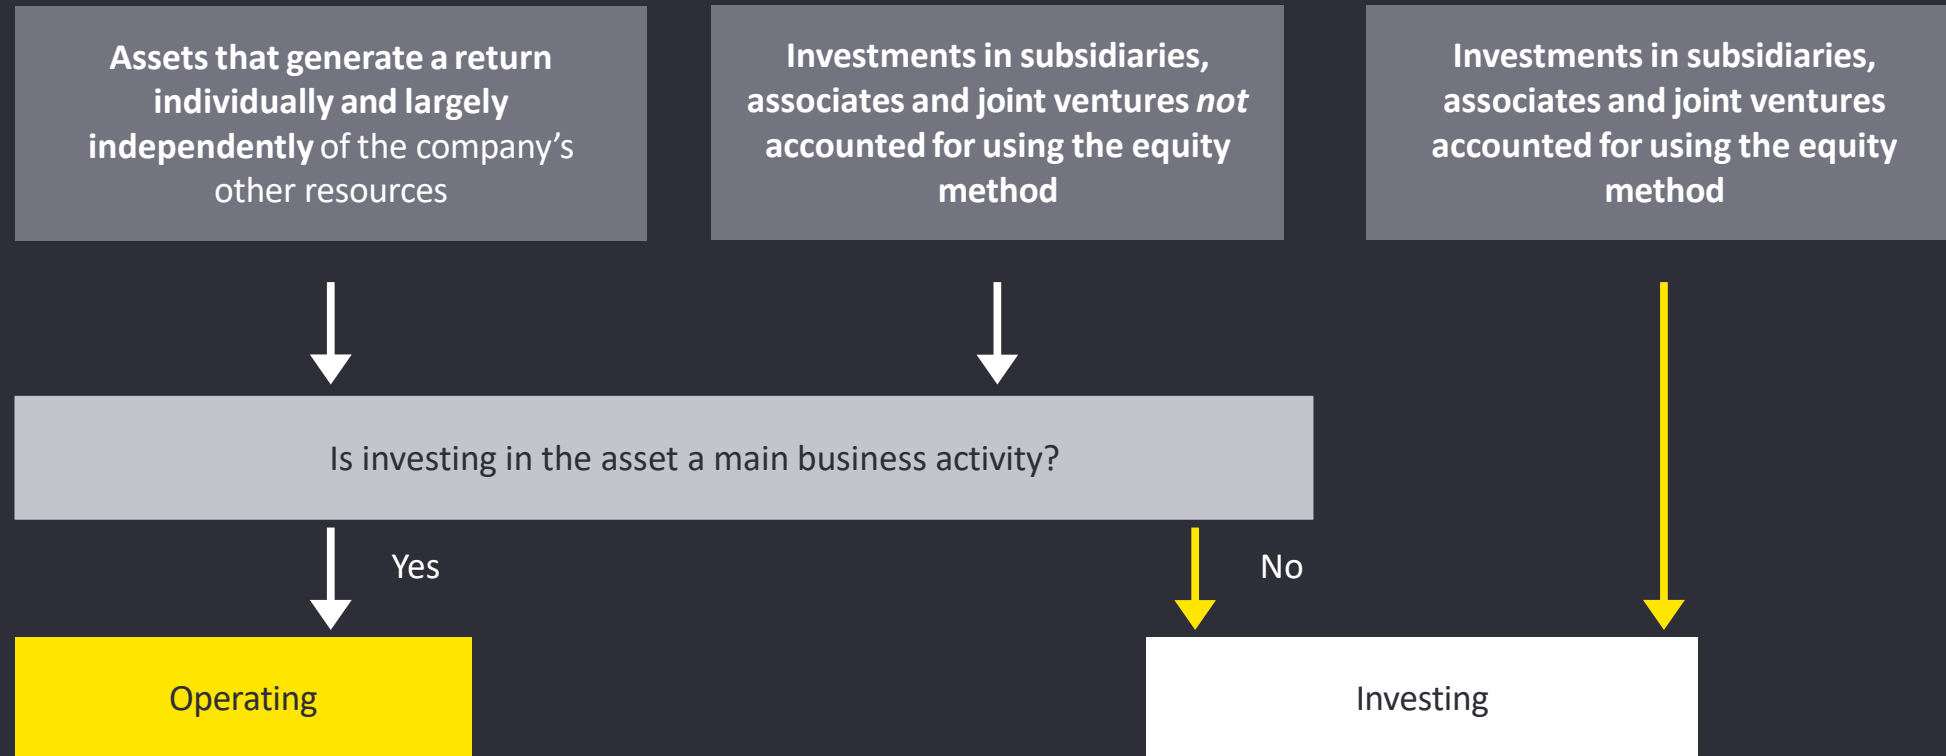 Assets that generate a return
individually and largely
independently of the company's
other resources
Investments in subsidiaries,
associates and joint ventures not
accounted for using the equity
method
Investments in subsidiaries,
associates and joint ventures
accounted for using the equity
method
Is investing in the asset a main business activity?
Yes
No
Operating
Investing